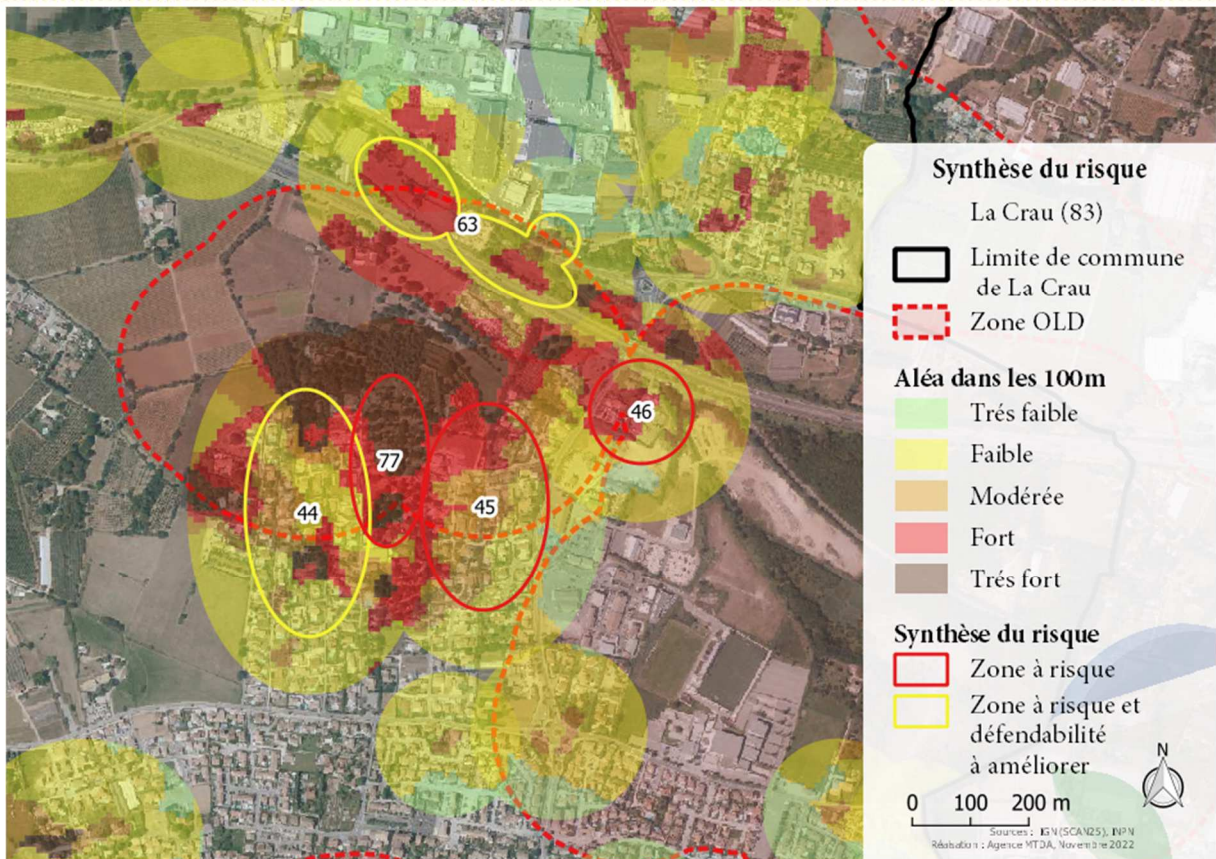 63
46
77
44
45
Synthèse du risque
La Crau (83)
Limite de commune
de La Crau
Zone OLD
Aléa dans les 100m
Trés faible
Faible
Modérée
Fort
Trés fort
Synthèse du risque
Zone à risque
Zone à risque et
défendabilité
à améliorer
N
0 100 200 m
Sources : IGN (SCAN25), INPN
Réalisation : Agence MTDA, Novembre 2022